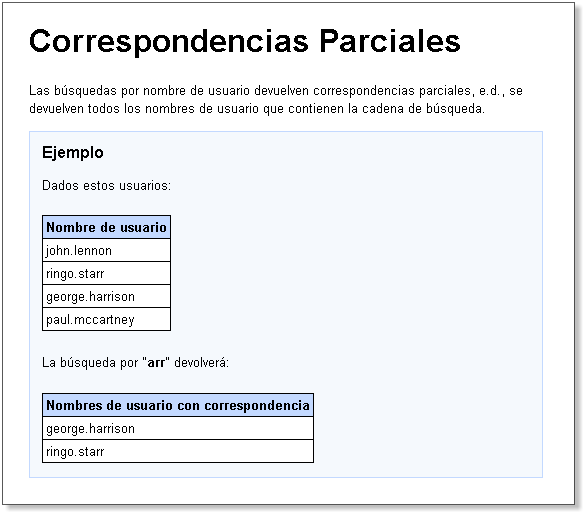 Correspondencias Parciales
Las búsquedas por nombre de usuario devuelven correspondencias parciales, e.d., se
devuelven todos los nombres de usuario que contienen la cadena de búsqueda.
Ejemplo
Dados estos usuarios:
Nombre de usuario
john.lennon
ringo.starr
george.harrison
paul.mccartney
La búsqueda por "arr" devolverá:
Nombres de usuario con correspondencia
george.harrison
ringo.starr